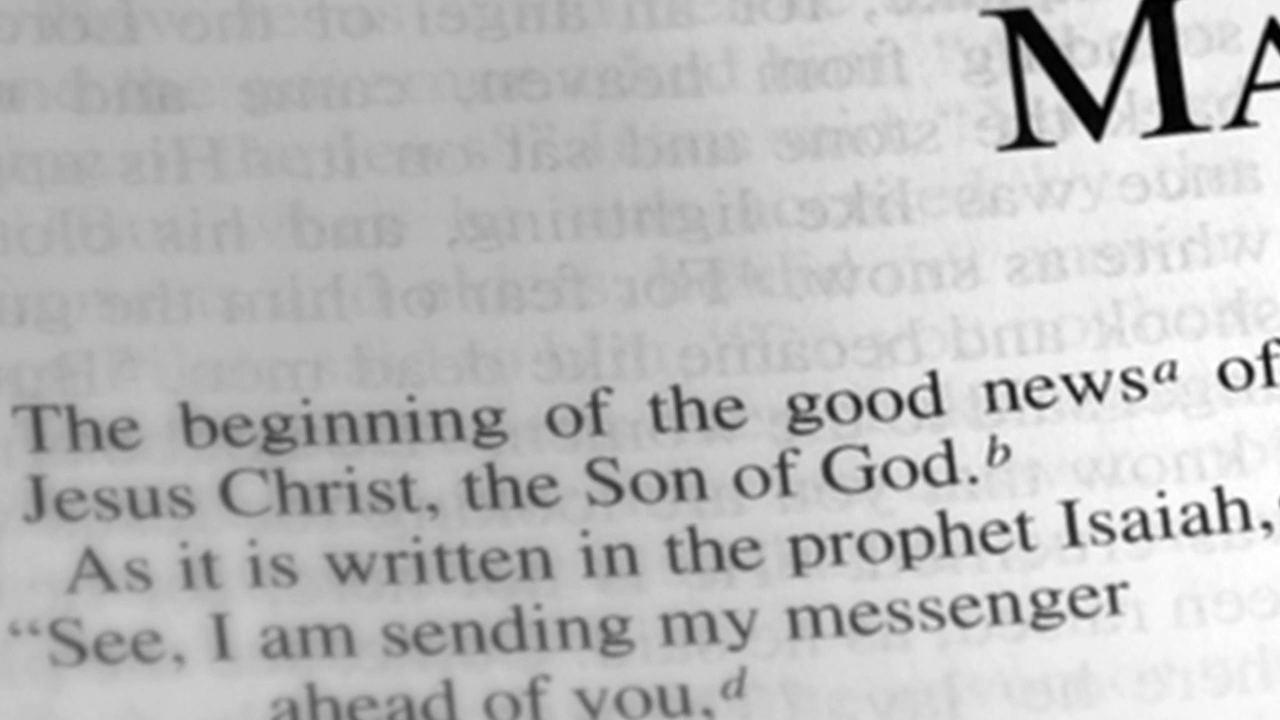 MA
The beginning of the good newsᵃ of
Jesus Christ, the Son of God.ᵇ
As it is written in the prophet Isaiah,
“See, I am sending my messenger
ahead of you,ᵈ